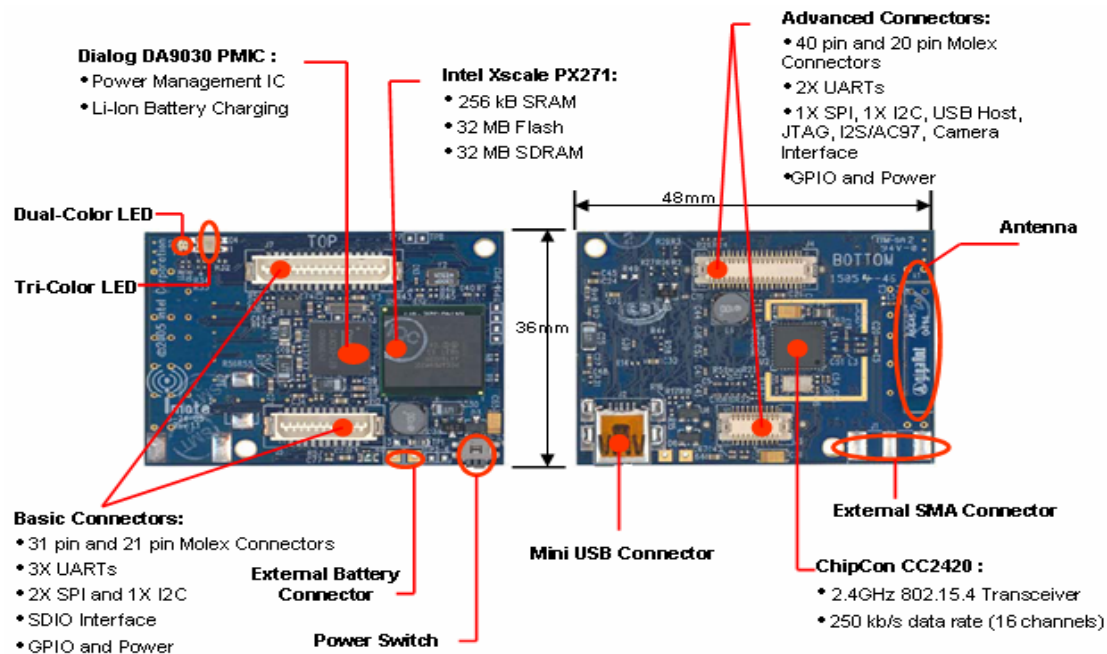 Advanced Connectors:
• 40 pin and 20 pin Molex
Connectors
• 2X UARTs
• 1X SPI, 1X I2C, USB Host,
JTAG, I2S/AC97, Camera
Interface
• GPIO and Power
Dialog DA9030 PMIC :
• Power Management IC
• Li-Ion Battery Charging
Intel Xscale PX271:
• 256 kB SRAM
• 32 MB Flash
• 32 MB SDRAM
48mm
Dual-Color LED
Tri-Color LED
Antenna
TOP
BOTTOM
J7
©2005 Intel Corporation
36mm
External SMA Connector
Mini USB Connector
ChipCon CC2420 :
• 2.4GHz 802.15.4 Transceiver
• 250 kb/s data rate (16 channels)
Basic Connectors:
• 31 pin and 21 pin Molex Connectors
• 3X UARTs
• 2X SPI and 1X I2C
• SDIO Interface
• GPIO and Power
External Battery
Connector
Power Switch